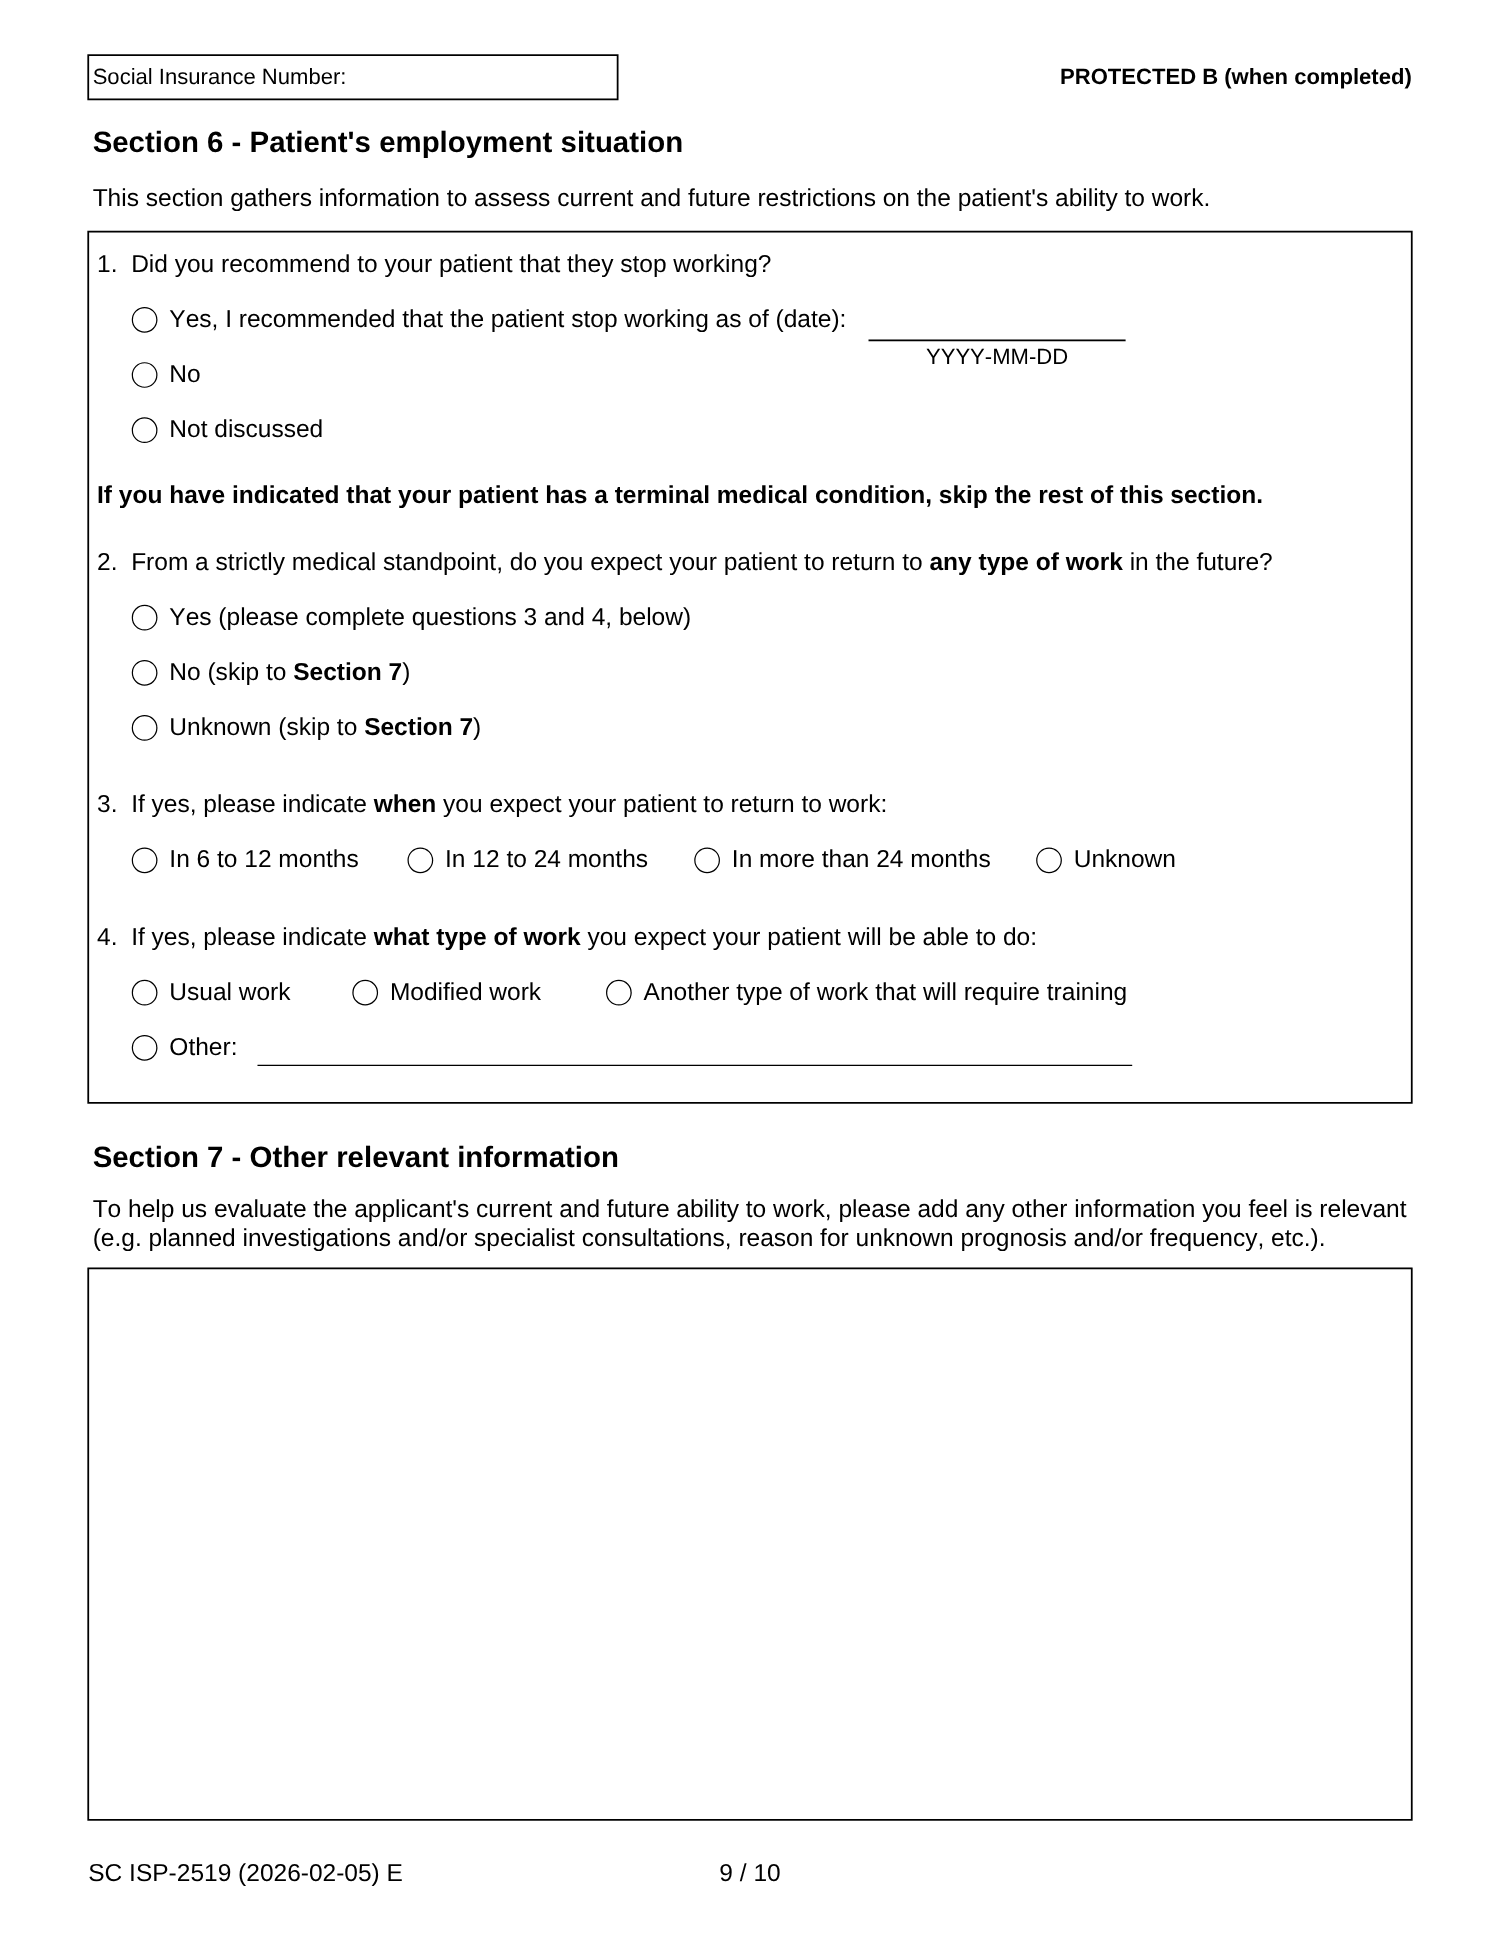 Social Insurance Number:
PROTECTED B (when completed)
Section 6 - Patient's employment situation
This section gathers information to assess current and future restrictions on the patient's ability to work.
1. Did you recommend to your patient that they stop working?
Yes, I recommended that the patient stop working as of (date):
YYYY-MM-DD
No
Not discussed
If you have indicated that your patient has a terminal medical condition, skip the rest of this section.
2. From a strictly medical standpoint, do you expect your patient to return to any type of work in the future?
Yes (please complete questions 3 and 4, below)
No (skip to Section 7)
Unknown (skip to Section 7)
3. If yes, please indicate when you expect your patient to return to work:
In 6 to 12 months In 12 to 24 months In more than 24 months Unknown
4. If yes, please indicate what type of work you expect your patient will be able to do:
Usual work Modified work Another type of work that will require training
Other:
Section 7 - Other relevant information
To help us evaluate the applicant's current and future ability to work, please add any other information you feel is relevant
(e.g. planned investigations and/or specialist consultations, reason for unknown prognosis and/or frequency, etc.).
SC ISP-2519 (2026-02-05) E
9 / 10